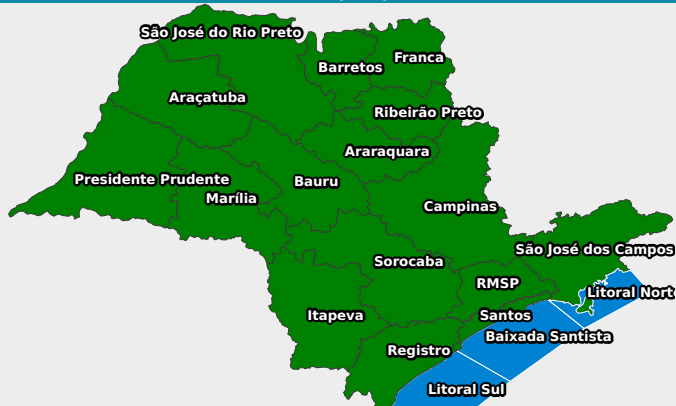 São José do Rio Preto
Franca
Barretos
Araçatuba
Ribeirão Preto
Araraquara
Presidente Prudente
Bauru
Marília
Campinas
São José dos Campos
Sorocaba
RMSP
Litoral Nort
Itapeva
Santos
Baixada Santista
Registro
Litoral Sul